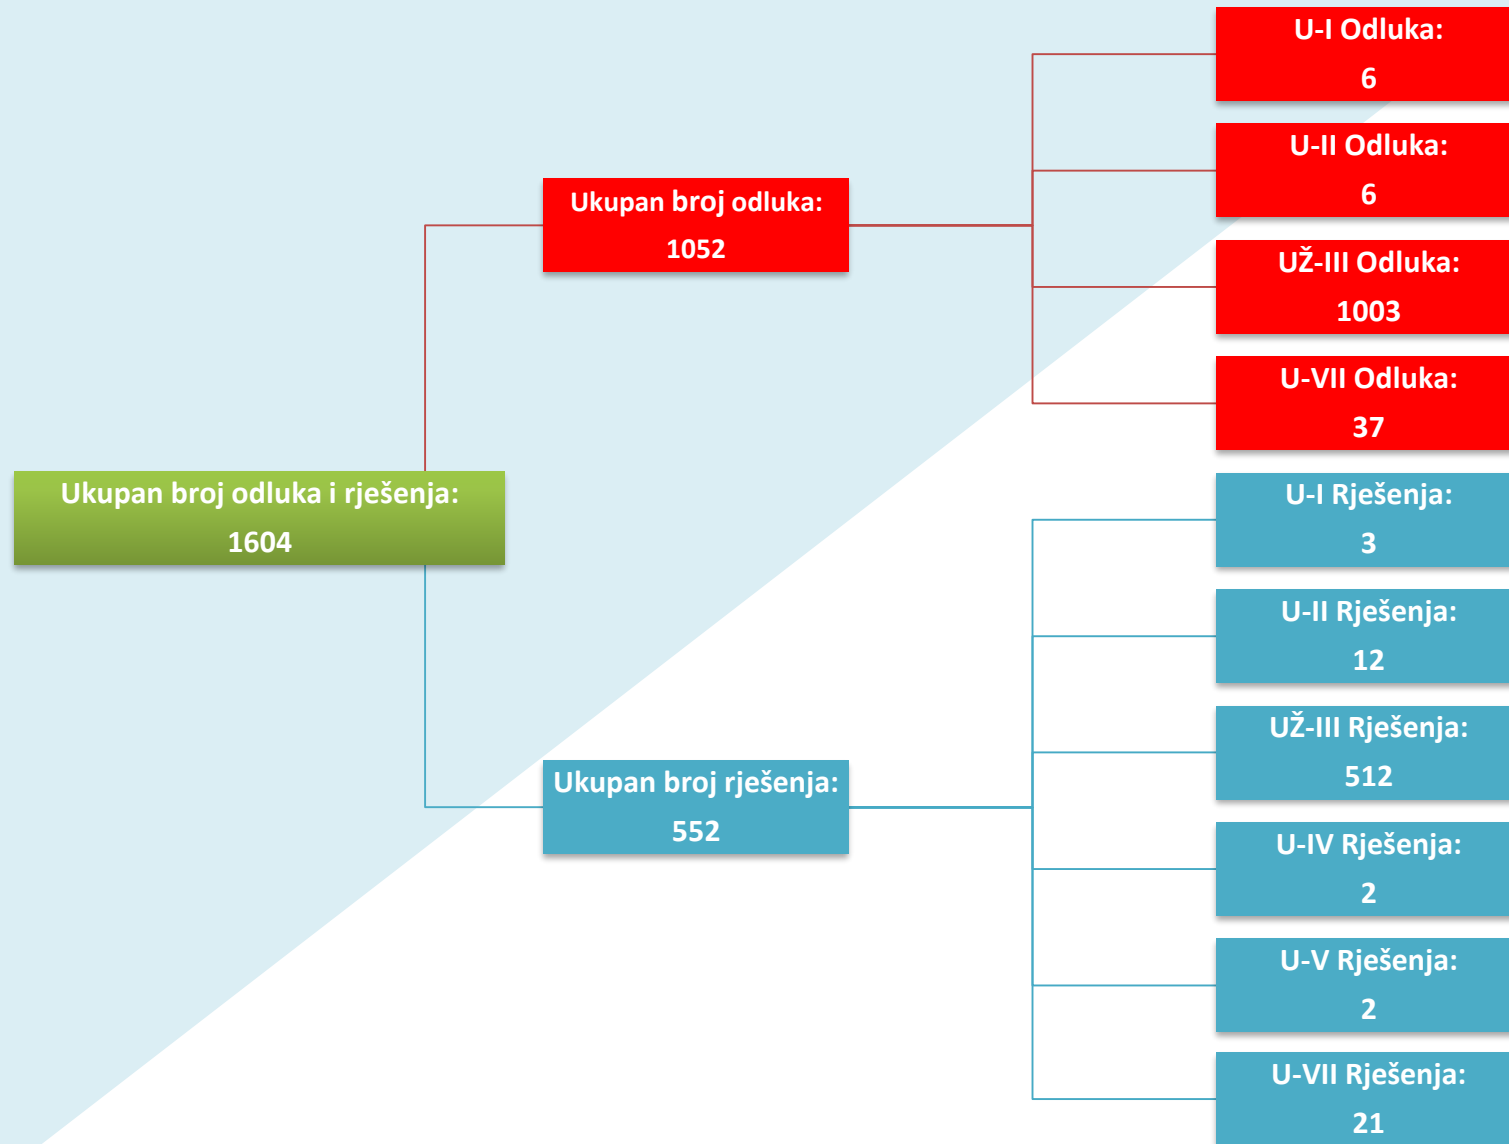 Ukupan broj odluka i rješenja:
1604
Ukupan broj odluka:
1052
U-I Odluka:
6
U-II Odluka:
6
UŽ-III Odluka:
1003
U-VII Odluka:
37
Ukupan broj rješenja:
552
U-I Rješenja:
3
U-II Rješenja:
12
UŽ-III Rješenja:
512
U-IV Rješenja:
2
U-V Rješenja:
2
U-VII Rješenja:
21